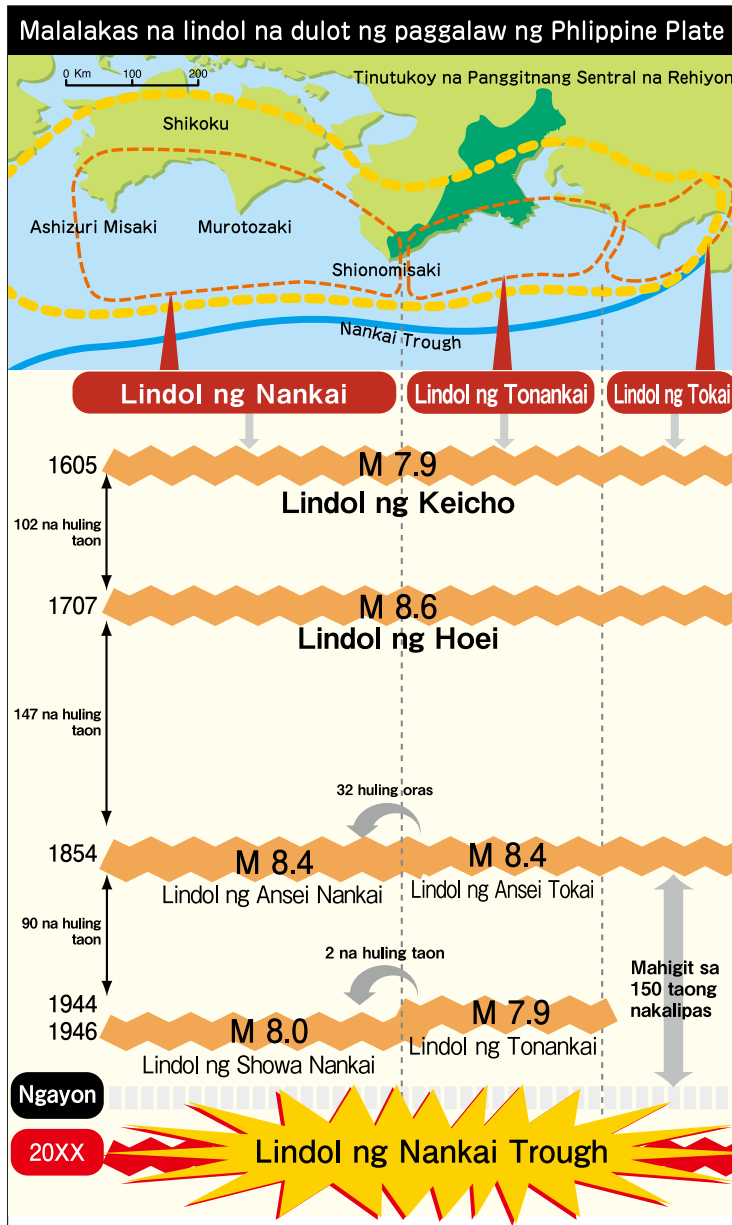 Malalakas na lindol na dulot ng paggalaw ng Phlippine Plate
0 Km 100 200
Tinutukoy na Panggitnang Sentral na Rehiyon
Shikoku
Ashizuri Misaki
Murotozaki
Shionomisaki
Nankai Trough
Lindol ng Nankai
Lindol ng Tonankai
Lindol ng Tokai
1605
M 7.9
Lindol ng Keicho
102 na huling
taon
1707
M 8.6
Lindol ng Hoei
147 na huling
taon
32 huling oras
1854
M 8.4
M 8.4
Lindol ng Ansei Nankai
Lindol ng Ansei Tokai
90 na huling
taon
2 na huling taon
Mahigit sa
150 taong
nakalipas
1944
1946
M 8.0
M 7.9
Lindol ng Showa Nankai
Lindol ng Tonankai
Ngayon
20XX
Lindol ng Nankai Trough